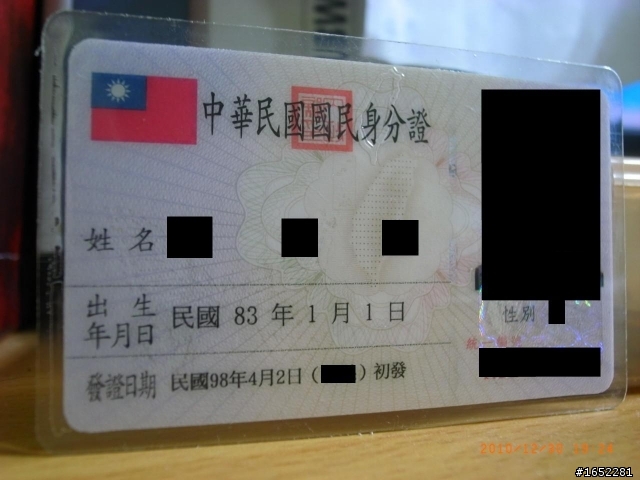 中華民國國民身分證
姓 名
出 生
年月日
民國 83 年 1 月 1 日
性別
發證日期
民國98年4月2日 ( ) 初發
#1652281